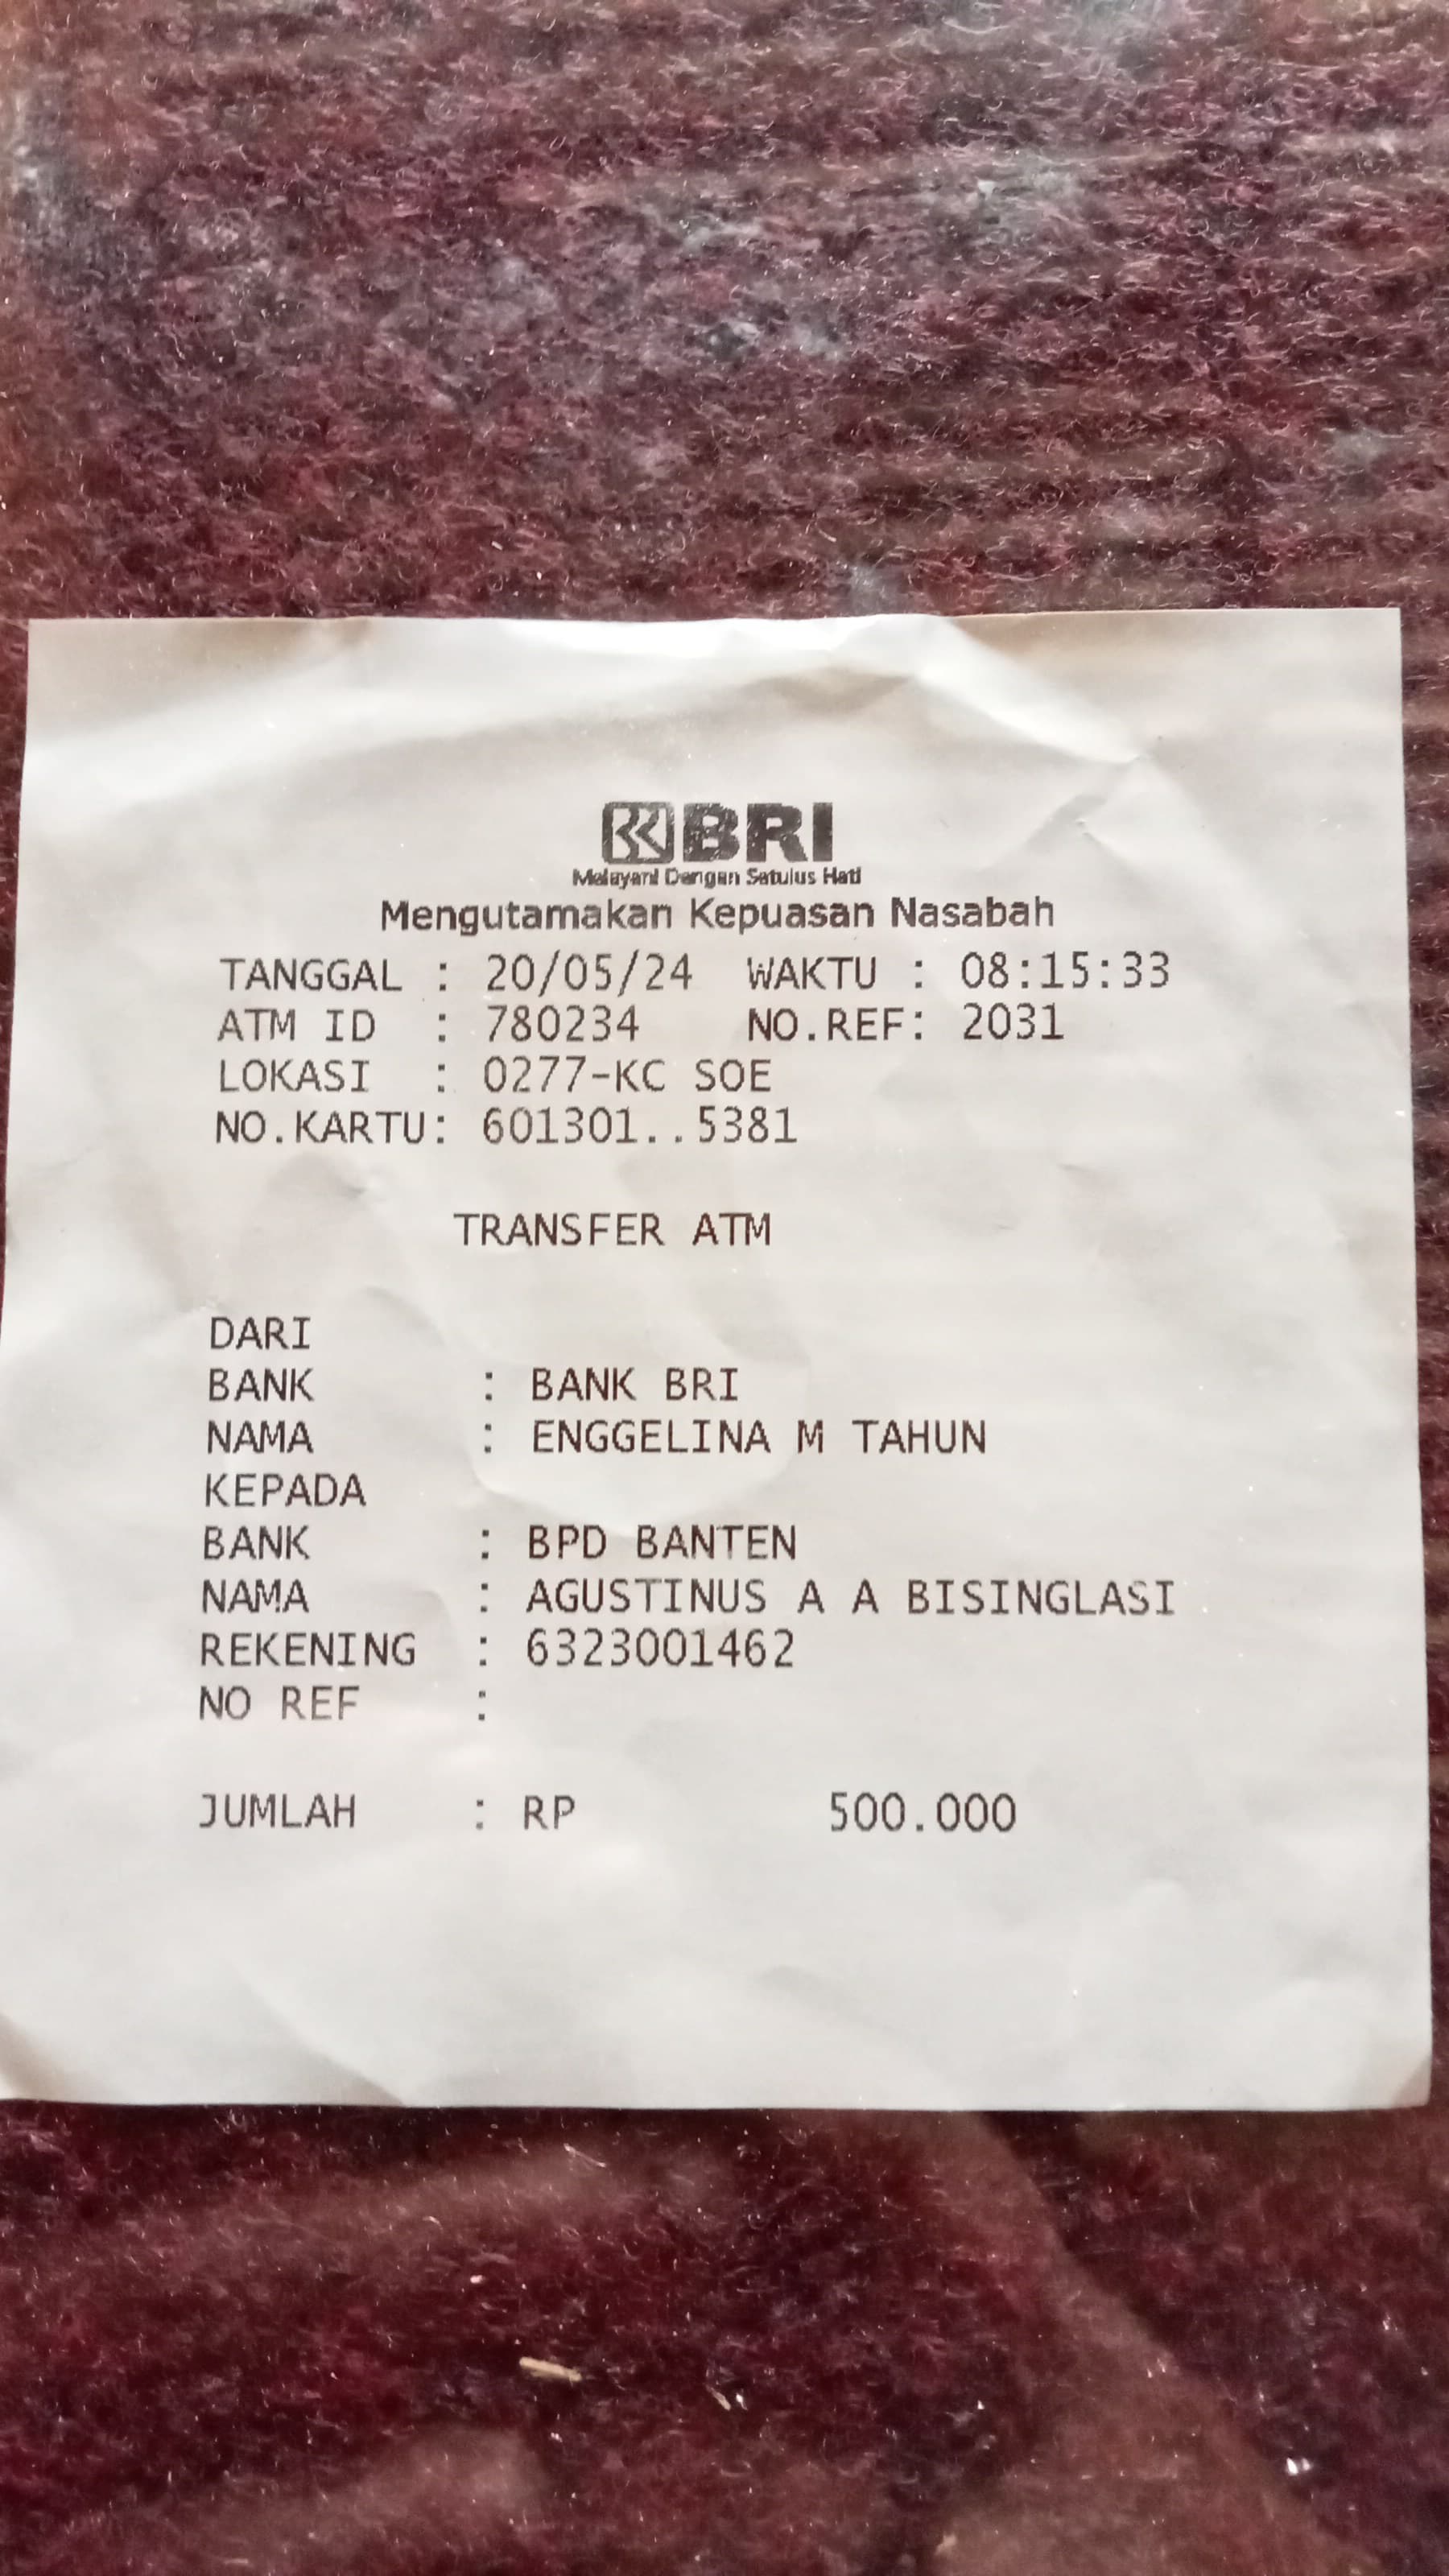 BRI
Melayani Dengan Setulus Hati
Mengutamakan Kepuasan Nasabah
TANGGAL : 20/05/24 WAKTU : 08:15:33
ATM ID : 780234 NO.REF: 2031
LOKASI : 0277-KC SOE
NO.KARTU: 601301..5381
TRANSFER ATM
DARI
BANK : BANK BRI
NAMA : ENGGELINA M TAHUN
KEPADA
BANK : BPD BANTEN
NAMA : AGUSTINUS A A BISINGLASI
REKENING : 6323001462
NO REF :
JUMLAH : RP 500.000